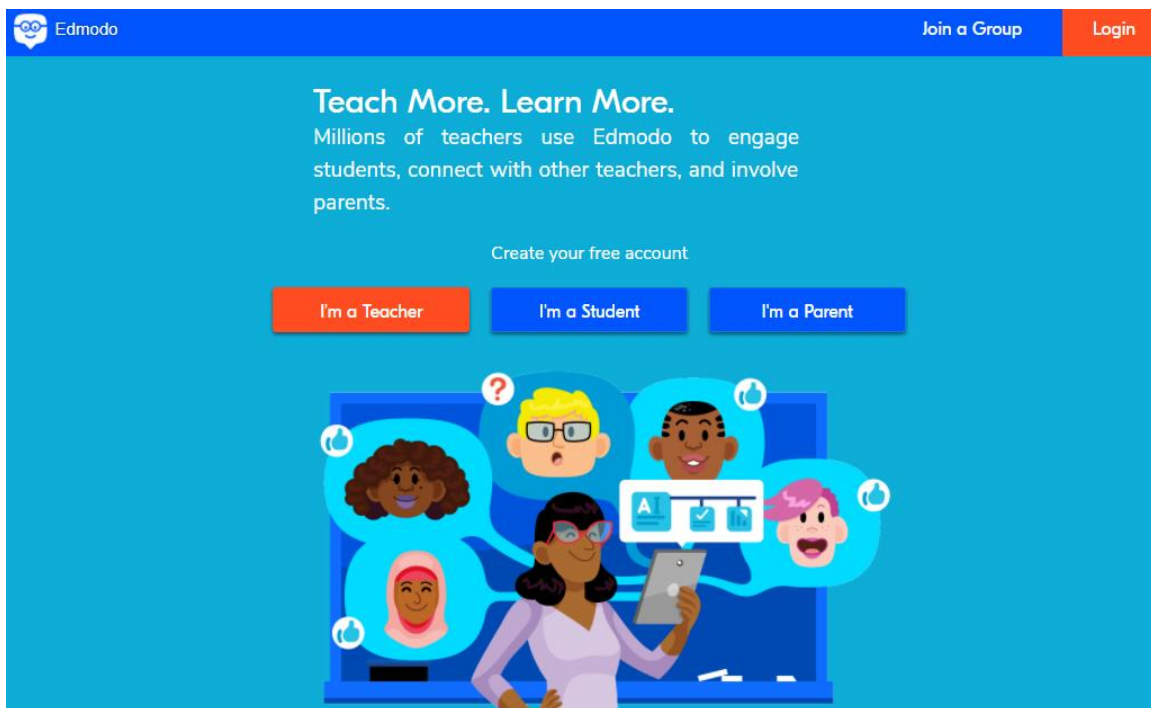 Edmodo
Join a Group
Login
Teach More. Learn More.
Millions of teachers use Edmodo to engage
students, connect with other teachers, and involve
parents.
Create your free account
I'm a Teacher
I'm a Student
I'm a Parent
?
A